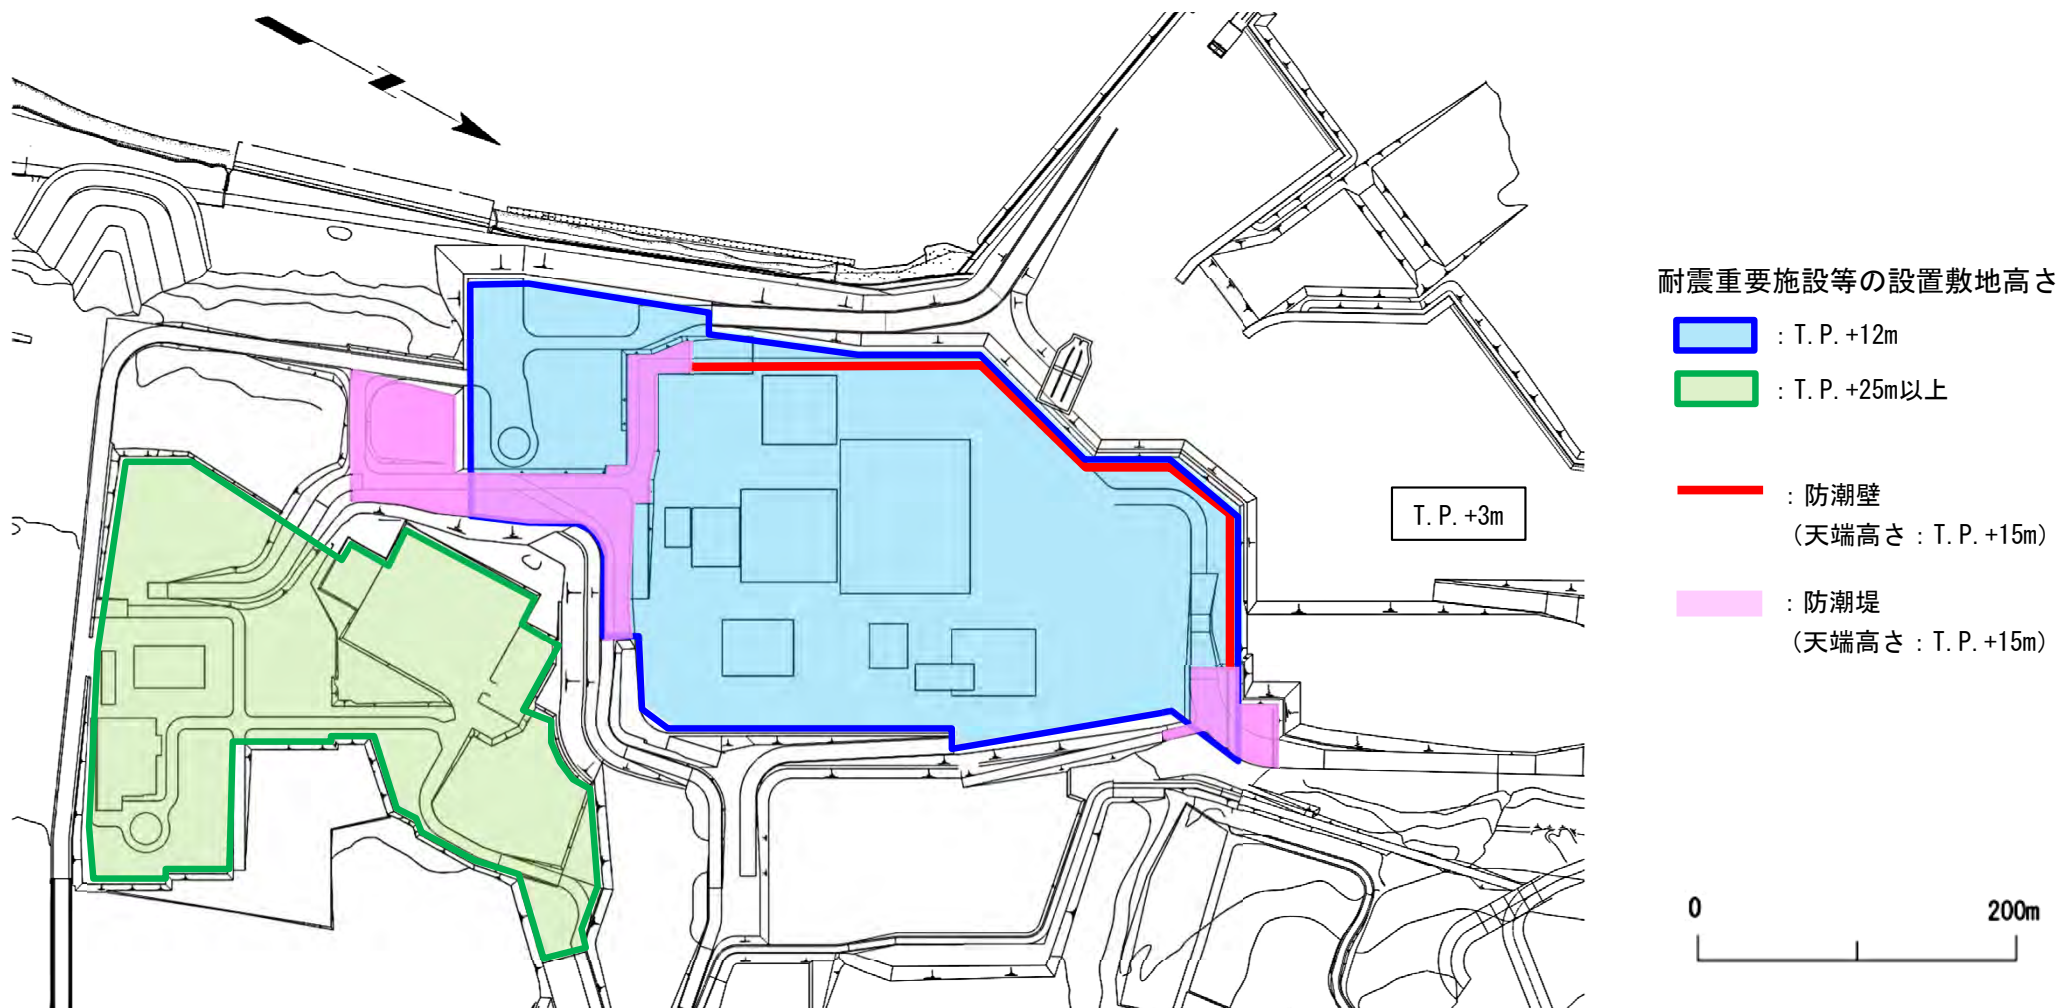 耐震重要施設等の設置敷地高さ
：T.P.+12m
：T.P.+25m以上
：防潮壁
（天端高さ：T.P.+15m）
：防潮堤
（天端高さ：T.P.+15m）
T.P.+3m
0 200m